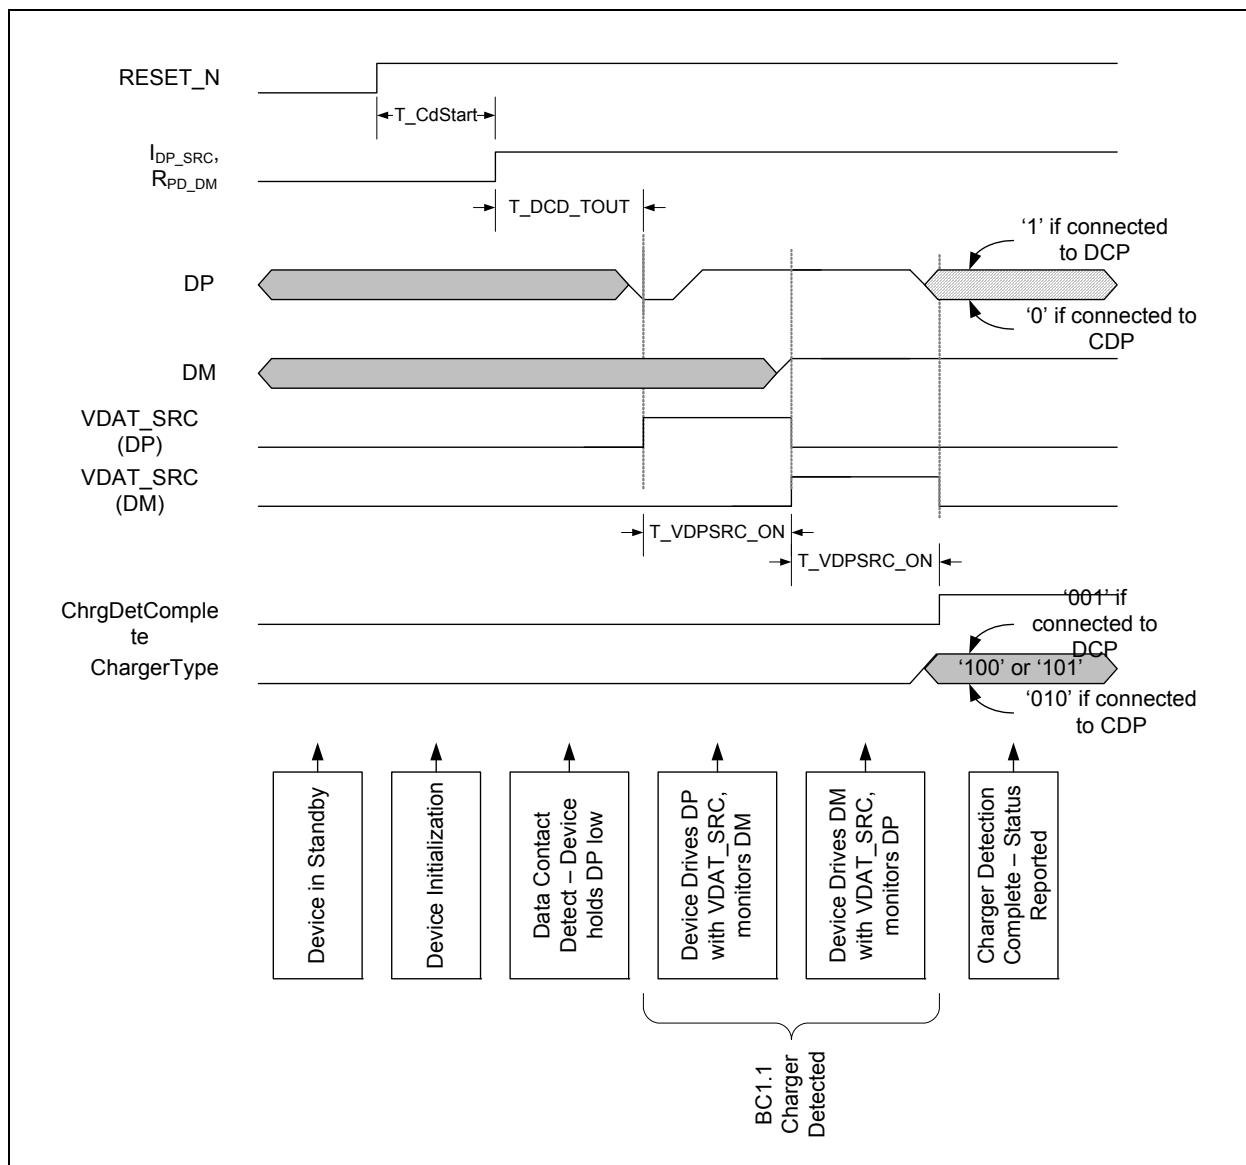 RESET_N
T_CdStart
I_DP_SRC,
R_PD_DM
T_DCD_TOUT
'1' if connected
to DCP
DP
'0' if connected to
CDP
DM
VDAT_SRC
(DP)
VDAT_SRC
(DM)
T_VDPSRC_ON
T_VDPSRC_ON
ChrgDetComple
te
'001' if
connected to
DCP
ChargerType
'100' or '101'
'010' if connected
to CDP
Device in Standby
Device Initialization
Data Contact
Detect – Device
holds DP low
Device Drives DP
with VDAT_SRC,
monitors DM
Device Drives DM
with VDAT_SRC,
monitors DP
Charger Detection
Complete – Status
Reported
BC1.1
Charger
Detected